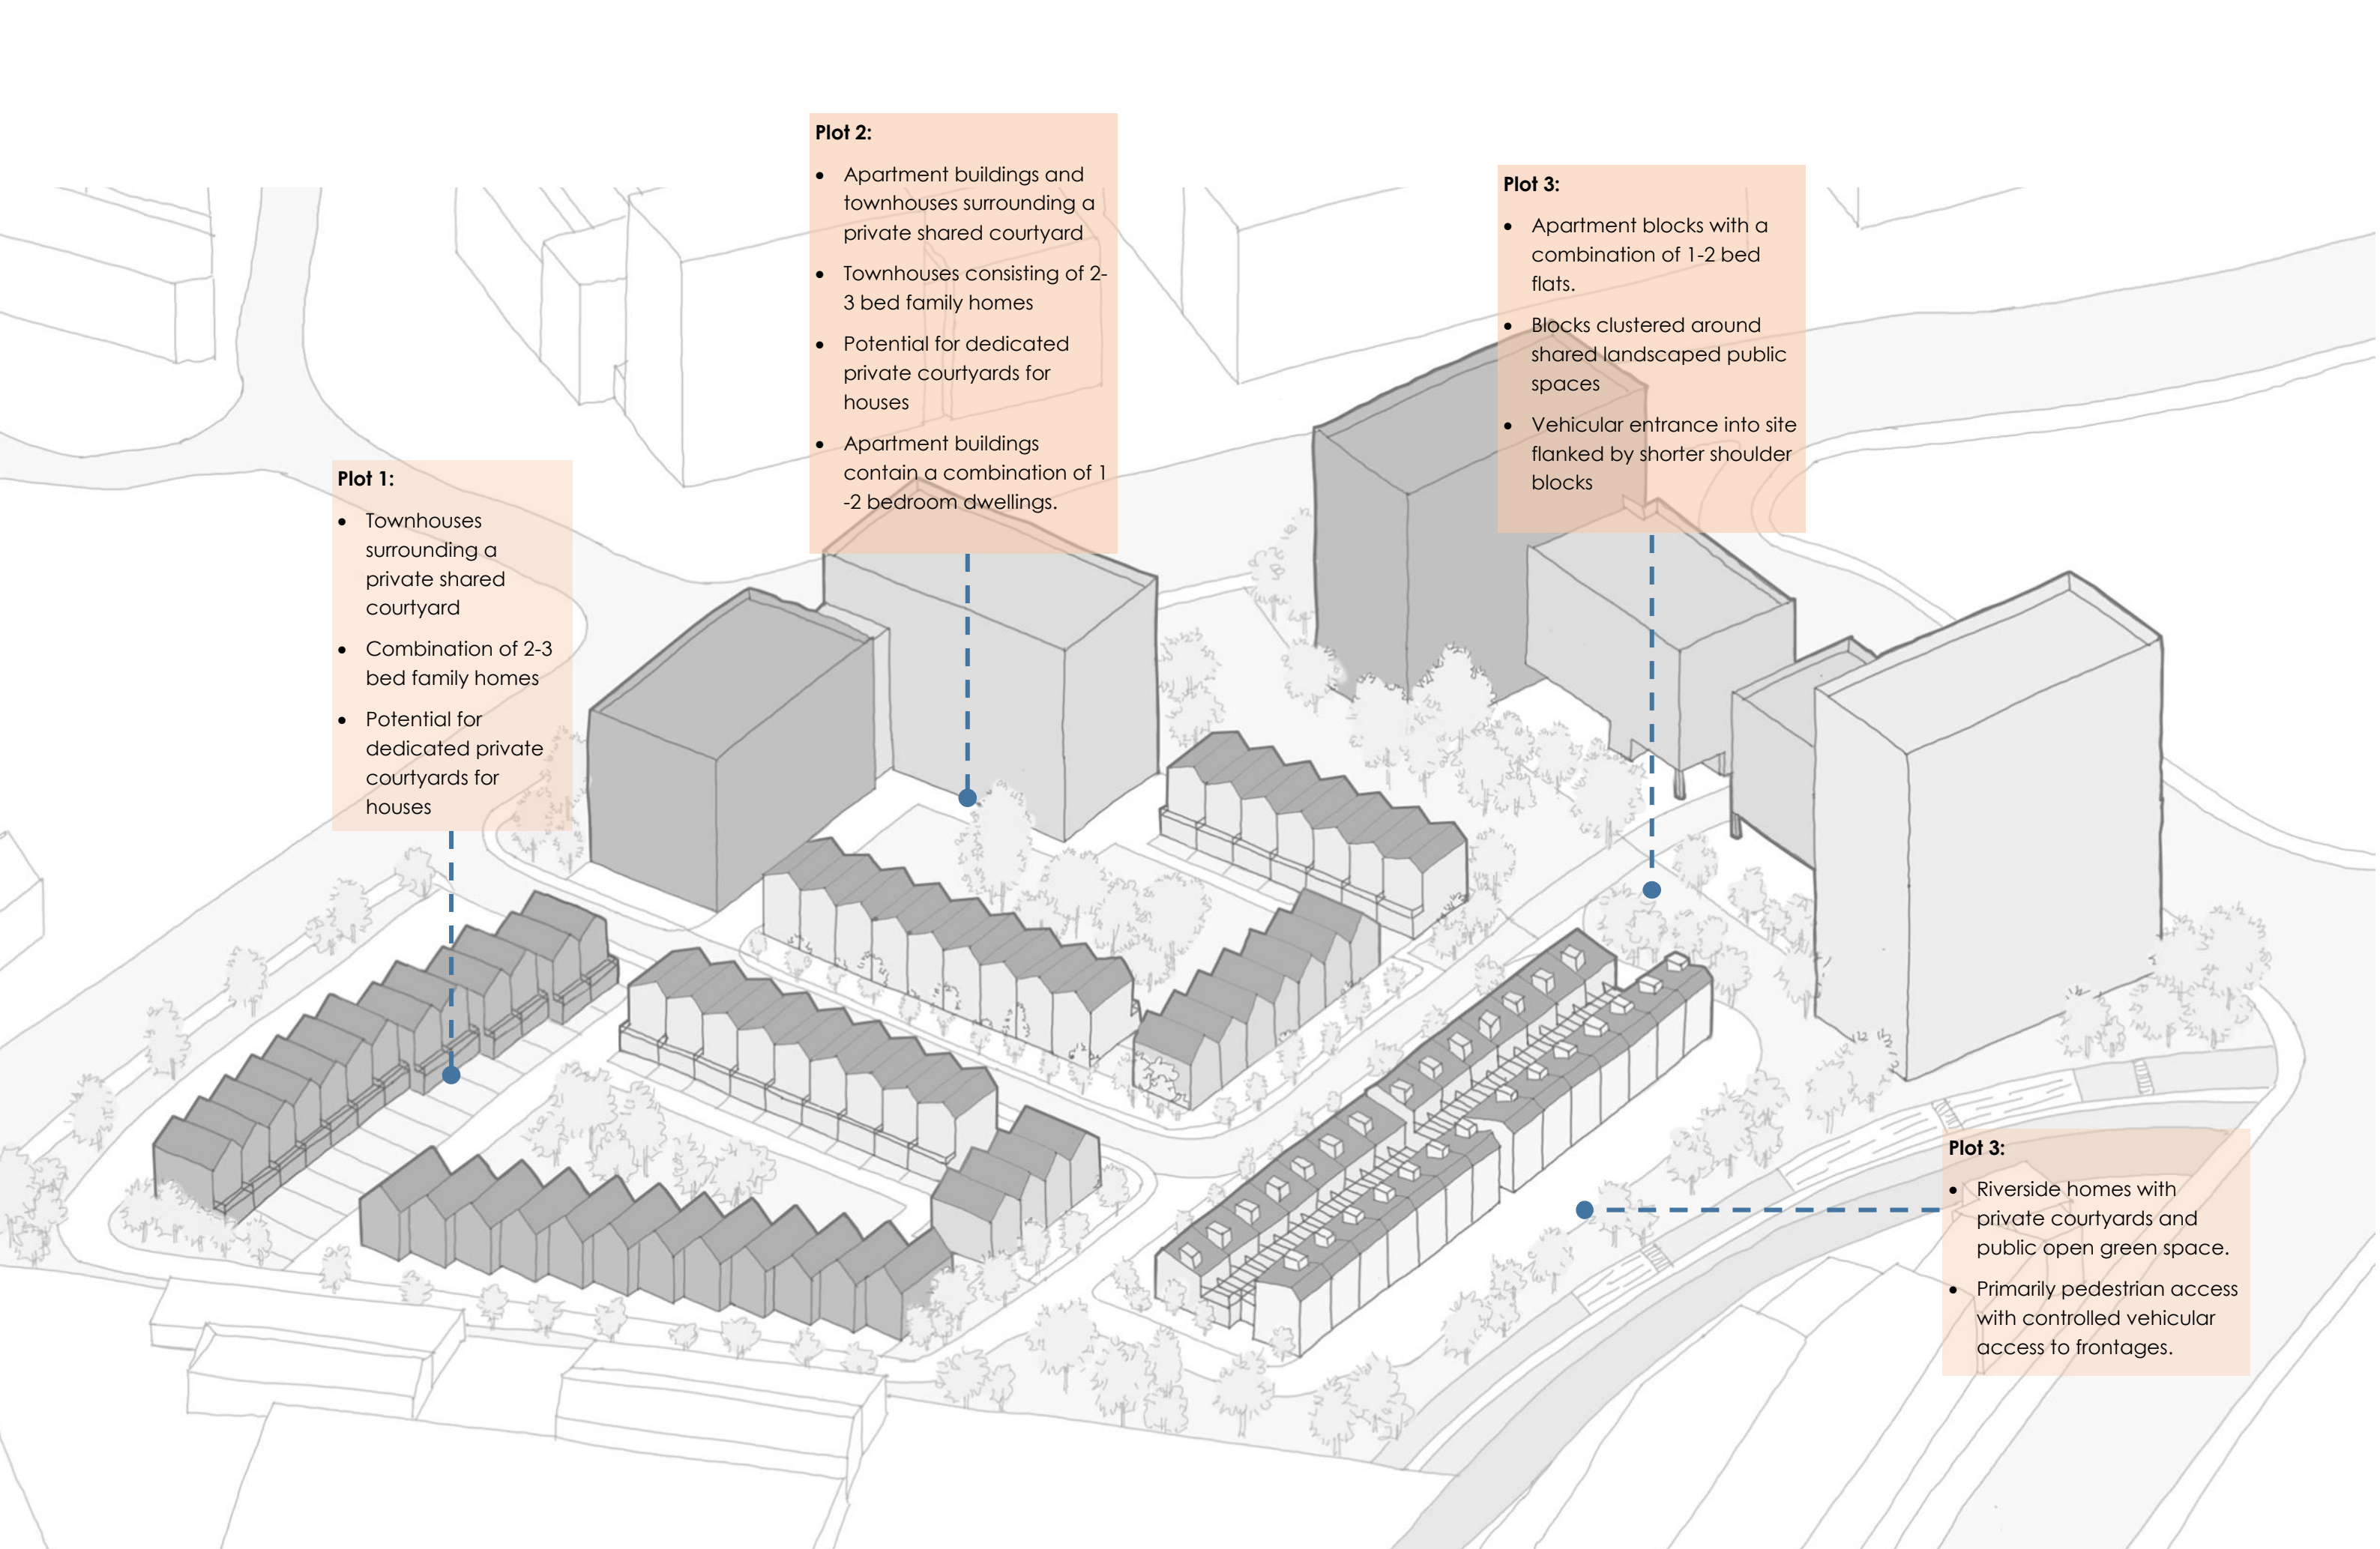 Plot 1:
• Townhouses
surrounding a
private shared
courtyard
• Combination of 2-3
bed family homes
• Potential for
dedicated private
courtyards for
houses
Plot 2:
• Apartment buildings and
townhouses surrounding a
private shared courtyard
• Townhouses consisting of 2-
3 bed family homes
• Potential for dedicated
private courtyards for
houses
• Apartment buildings
contain a combination of 1
-2 bedroom dwellings.
Plot 3:
• Apartment blocks with a
combination of 1-2 bed
flats.
• Blocks clustered around
shared landscaped public
spaces
• Vehicular entrance into site
flanked by shorter shoulder
blocks
Plot 3:
• Riverside homes with
private courtyards and
public open green space.
• Primarily pedestrian access
with controlled vehicular
access to frontages.